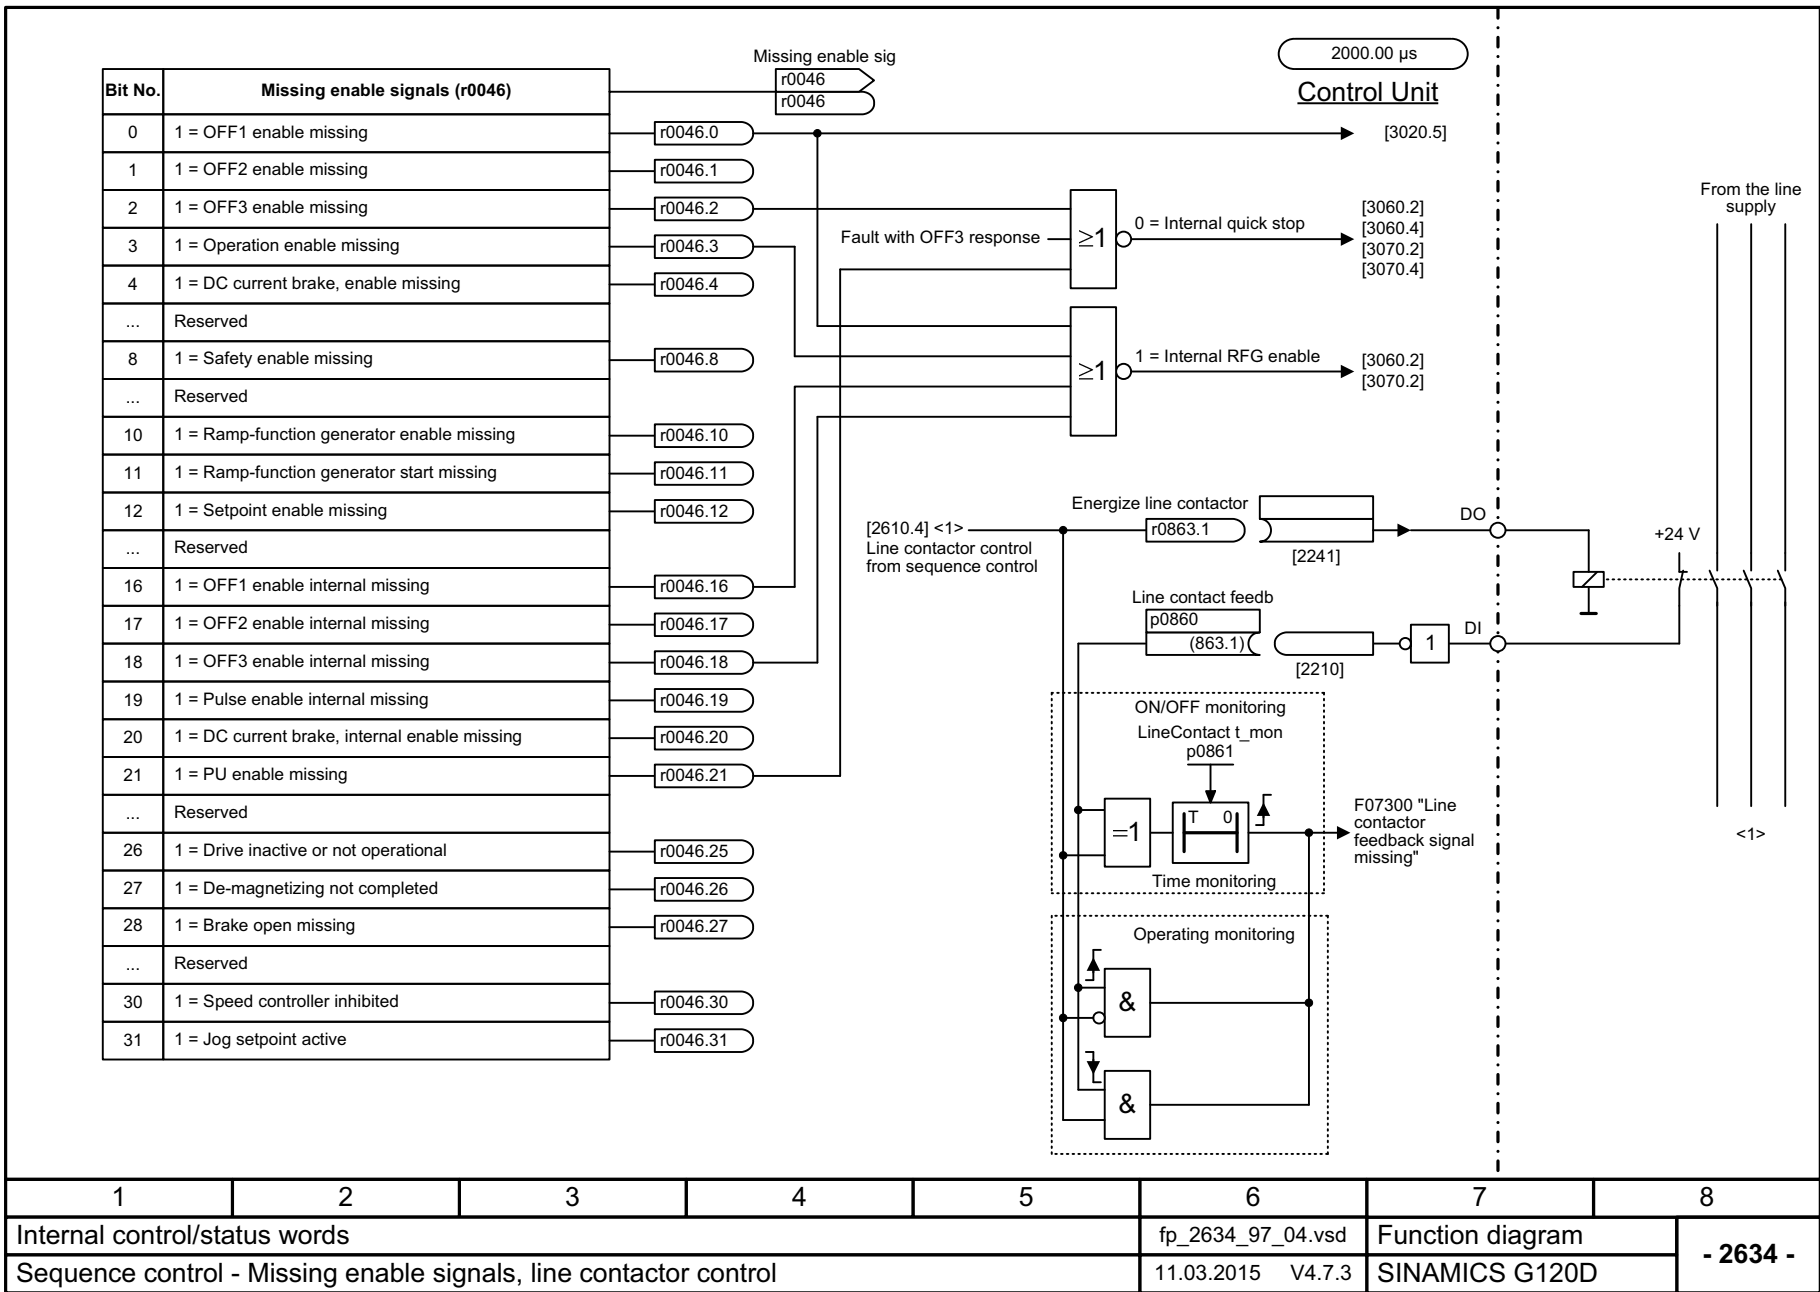 Missing enable sig
r0046
r0046
2000.00 µs
Control Unit
Bit No. Missing enable signals (r0046)
0 1 = OFF1 enable missing r0046.0 [3020.5]
1 1 = OFF2 enable missing r0046.1
2 1 = OFF3 enable missing r0046.2
3 1 = Operation enable missing r0046.3
4 1 = DC current brake, enable missing r0046.4
... Reserved
8 1 = Safety enable missing r0046.8
... Reserved
10 1 = Ramp-function generator enable missing r0046.10
11 1 = Ramp-function generator start missing r0046.11
12 1 = Setpoint enable missing r0046.12
... Reserved
16 1 = OFF1 enable internal missing r0046.16
17 1 = OFF2 enable internal missing r0046.17
18 1 = OFF3 enable internal missing r0046.18
19 1 = Pulse enable internal missing r0046.19
20 1 = DC current brake, internal enable missing r0046.20
21 1 = PU enable missing r0046.21
... Reserved
26 1 = Drive inactive or not operational r0046.25
27 1 = De-magnetizing not completed r0046.26
28 1 = Brake open missing r0046.27
... Reserved
30 1 = Speed controller inhibited r0046.30
31 1 = Jog setpoint active r0046.31
Fault with OFF3 response
≥1
0 = Internal quick stop
[3060.2]
[3060.4]
[3070.2]
[3070.4]
≥1
1 = Internal RFG enable
[3060.2]
[3070.2]
From the line
supply
[2610.4] <1>
Line contactor control
from sequence control
Energize line contactor
r0863.1
[2241]
DO
+24 V
Line contact feedb
p0860
(863.1)
[2210]
1
DI
ON/OFF monitoring
LineContact t_mon
p0861
=1
T 0
Time monitoring
F07300 "Line
contactor
feedback signal
missing"
<1>
Operating monitoring
&
&
1 2 3 4 5 6 7 8
Internal control/status words fp_2634_97_04.vsd Function diagram
- 2634 -
Sequence control - Missing enable signals, line contactor control 11.03.2015 V4.7.3 SINAMICS G120D